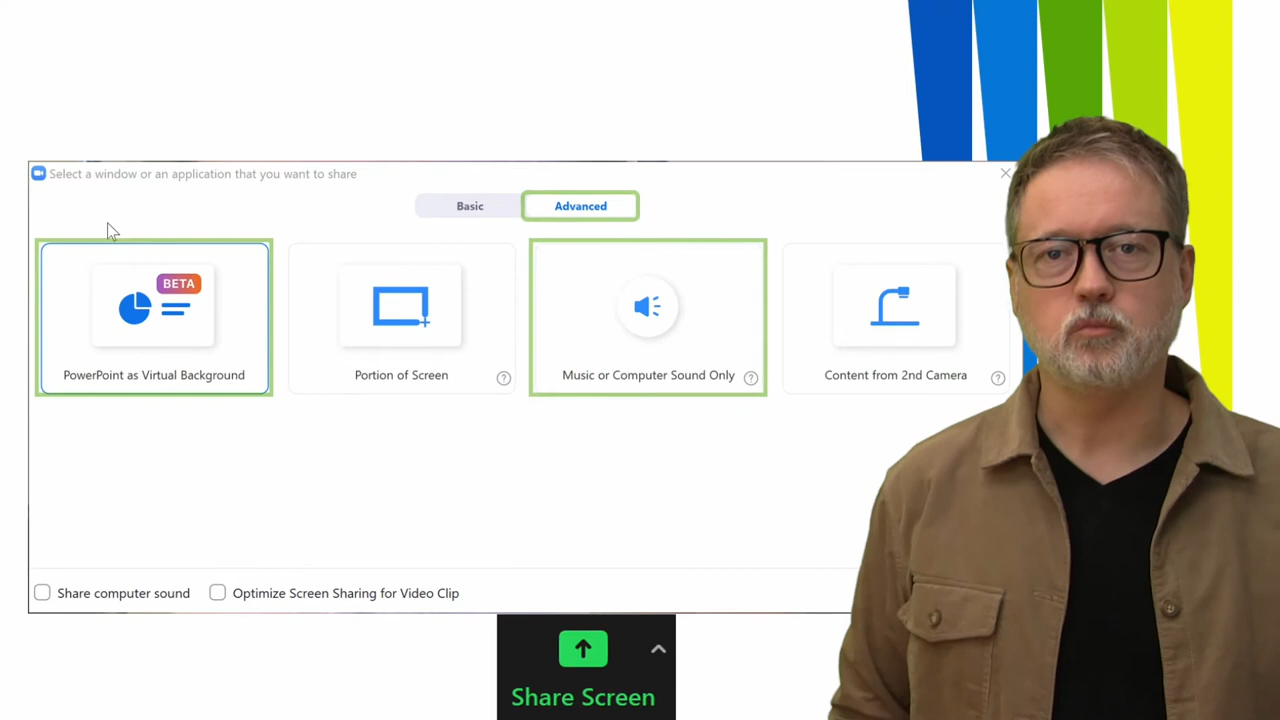 Select a window or an application that you want to share
Basic
Advanced
BETA
PowerPoint as Virtual Background
Portion of Screen
?
Music or Computer Sound Only
?
Content from 2nd Camera
?
Share computer sound
Optimize Screen Sharing for Video Clip
Share Screen